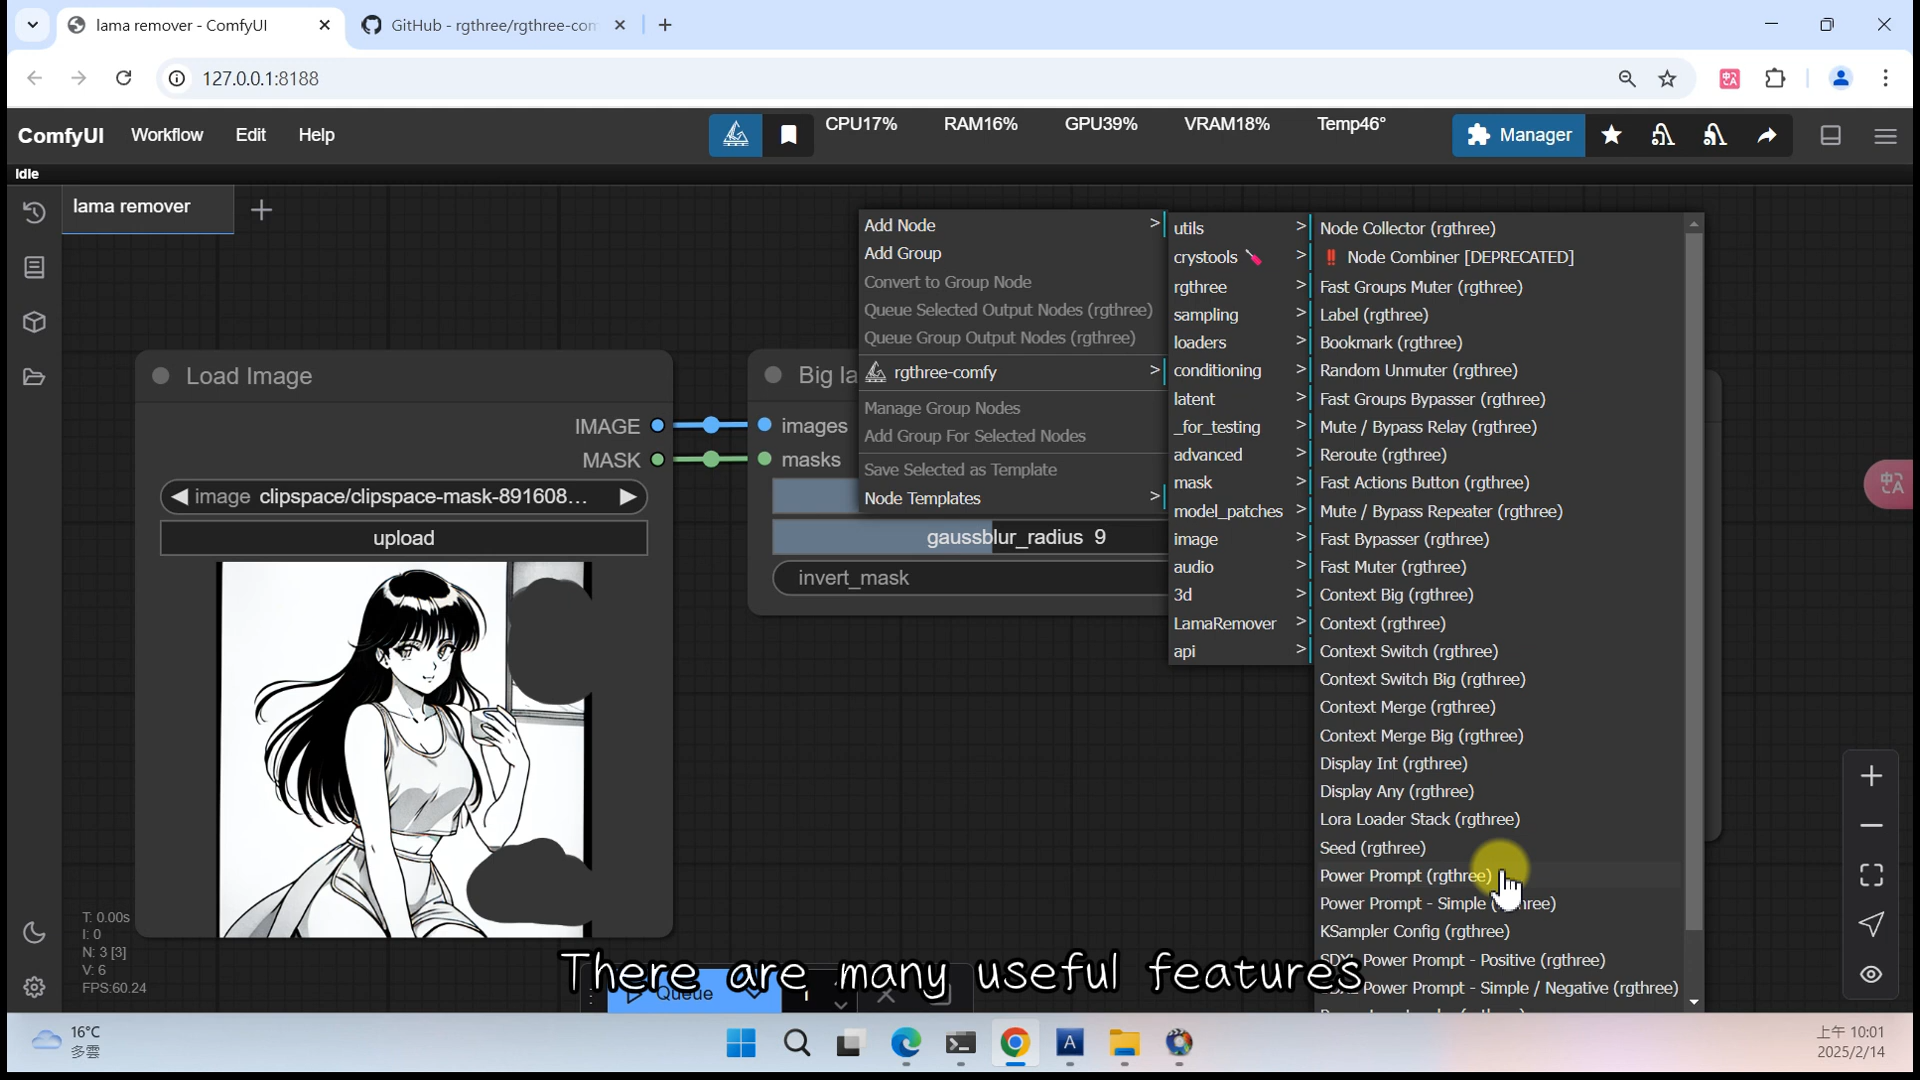 lama remover - ComfyUI
GitHub - rgthree/rgthree-com
127.0.0.1:8188
ComfyUI Workflow Edit Help
CPU17% RAM16% GPU39% VRAM18% Temp46°
Manager
Idle
lama remover
Load Image
IMAGE
MASK
image clipspace/clipspace-mask-891608...
upload
Big la
images
masks
gaussblur_radius 9
invert_mask
Add Node >
Add Group
Convert to Group Node
Queue Selected Output Nodes (rgthree)
Queue Group Output Nodes (rgthree)
rgthree-comfy >
Manage Group Nodes
Add Group For Selected Nodes
Save Selected as Template
Node Templates >
utils >
crystools >
rgthree >
sampling >
loaders >
conditioning >
latent >
_for_testing >
advanced >
mask >
model_patches >
image >
audio >
3d >
LamaRemover >
api >
Node Collector (rgthree)
‼️ Node Combiner [DEPRECATED]
Fast Groups Muter (rgthree)
Label (rgthree)
Bookmark (rgthree)
Random Unmuter (rgthree)
Fast Groups Bypasser (rgthree)
Mute / Bypass Relay (rgthree)
Reroute (rgthree)
Fast Actions Button (rgthree)
Mute / Bypass Repeater (rgthree)
Fast Bypasser (rgthree)
Fast Muter (rgthree)
Context Big (rgthree)
Context (rgthree)
Context Switch (rgthree)
Context Switch Big (rgthree)
Context Merge (rgthree)
Context Merge Big (rgthree)
Display Int (rgthree)
Display Any (rgthree)
Lora Loader Stack (rgthree)
Seed (rgthree)
Power Prompt (rgthree)
Power Prompt - Simple
KSampler Config (rgthree)
Power Prompt - Positive (rgthree)
Power Prompt - Simple / Negative (rgthree)
T: 0.00s
I: 0
N: 3 [3]
V: 6
FPS:60.24
Queue
There are many useful features
16°C
多雲
上午 10:01
2025/2/14